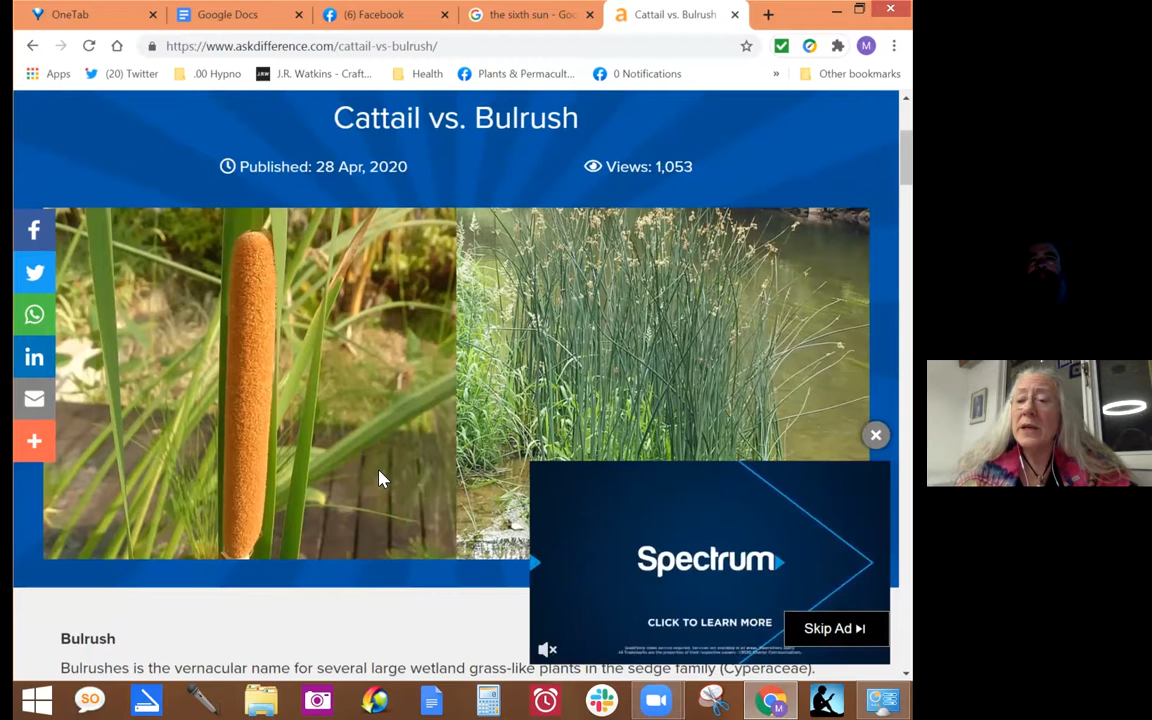 OneTab
Google Docs
(6) Facebook
the sixth sun - Goo
Cattail vs. Bulrush
https://www.askdifference.com/cattail-vs-bulrush/
M
Apps
(20) Twitter
.00 Hypno
J.R.W
J.R. Watkins - Craft...
Health
Plants & Permacult...
0 Notifications
»
Other bookmarks
Cattail vs. Bulrush
Published: 28 Apr, 2020
Views: 1,053
Spectrum
CLICK TO LEARN MORE
Skip Ad
Bulrush
Bulrushes is the vernacular name for several large wetland grass-like plants in the sedge family (Cyperaceae).
SO
M